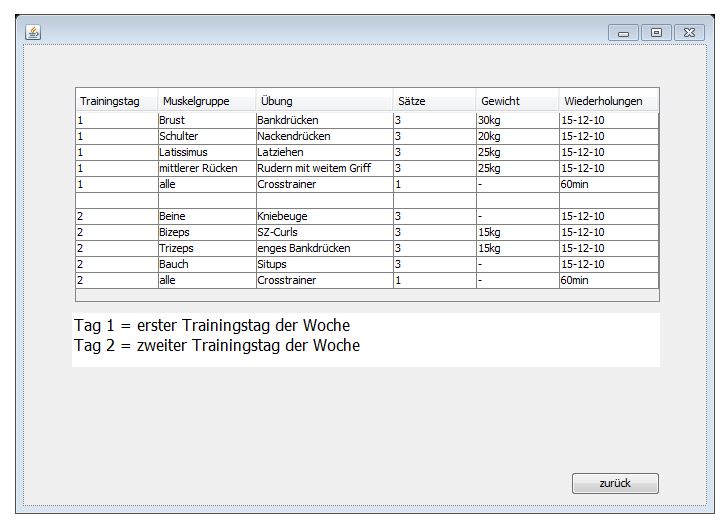 Trainingstag Muskelgruppe Übung Sätze Gewicht Wiederholungen
1 Brust Bankdrücken 3 30kg 15-12-10
1 Schulter Nackendrücken 3 20kg 15-12-10
1 Latissimus Latziehen 3 25kg 15-12-10
1 mittlerer Rücken Rudern mit weitem Griff 3 25kg 15-12-10
1 alle Crosstrainer 1 - 60min
2 Beine Kniebeuge 3 - 15-12-10
2 Bizeps SZ-Curls 3 15kg 15-12-10
2 Trizeps enges Bankdrücken 3 15kg 15-12-10
2 Bauch Situps 3 - 15-12-10
2 alle Crosstrainer 1 - 60min
Tag 1 = erster Trainingstag der Woche
Tag 2 = zweiter Trainingstag der Woche
zurück